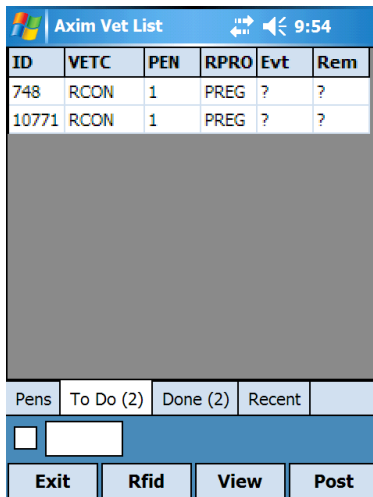 Axim Vet List 9:54
ID VETC PEN RPRO Evt Rem
748 RCON 1 PREG ? ?
10771 RCON 1 PREG ? ?
Pens To Do (2) Done (2) Recent
Exit Rfid View Post